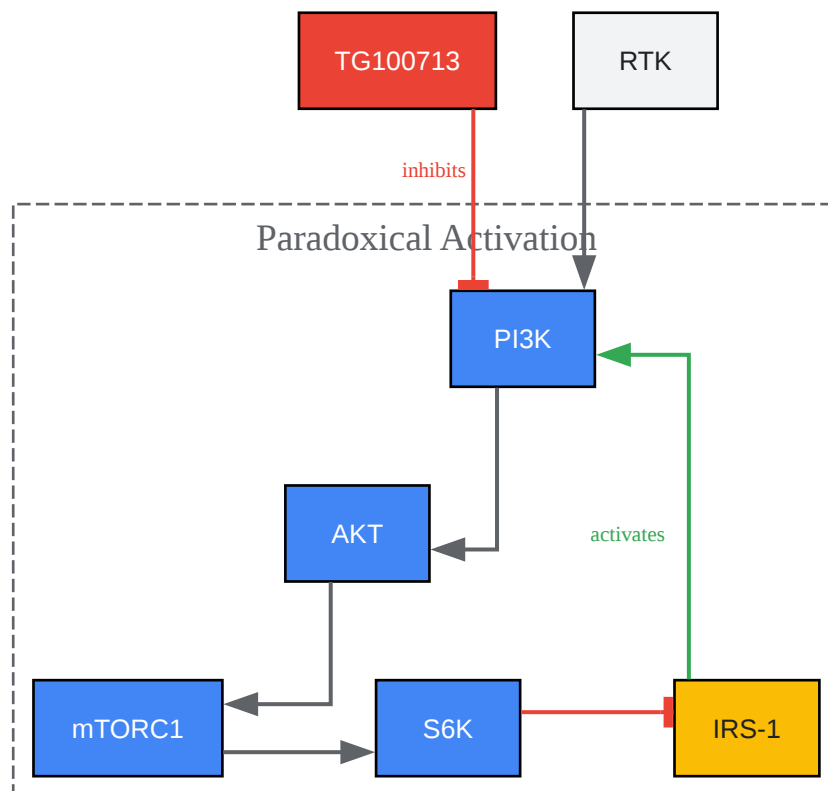 TG100713
RTK
inhibits
Paradoxical Activation
PI3K
AKT
activates
mTORC1
S6K
IRS-1